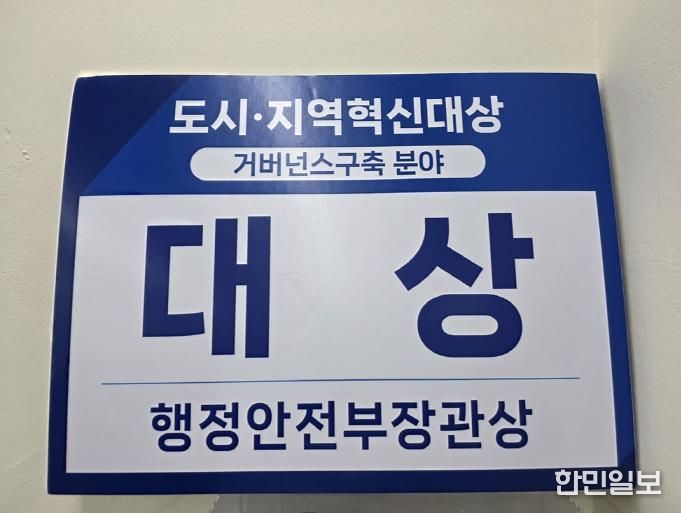 도시·지역혁신대상
거버넌스구축 분야
대 상
행정안전부장관상
한민일보